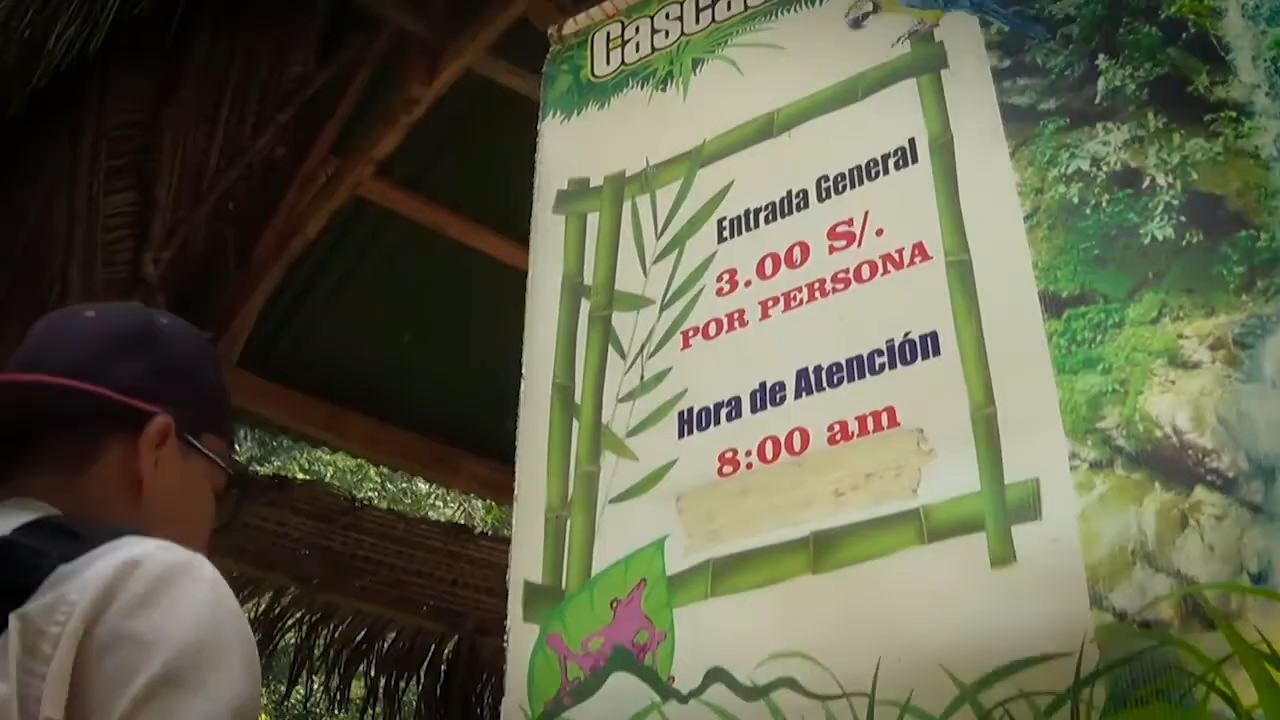 Entrada General
3.00 S/.
POR PERSONA
Hora de Atención
8:00 am